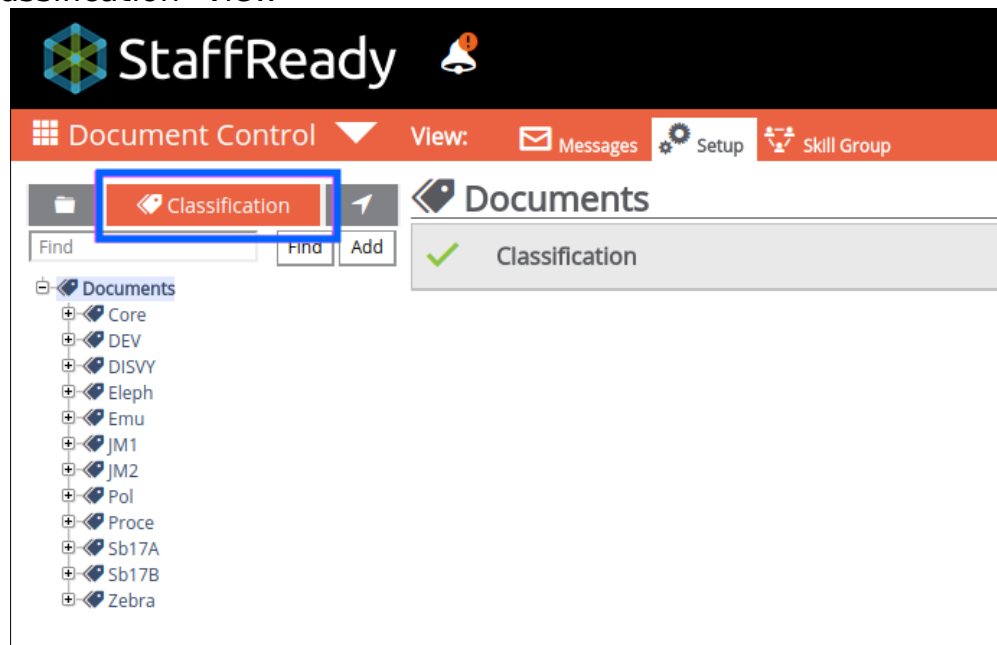 StaffReady
Document Control View: Messages Setup Skill Group
Classification
Documents
Find Find Add
Classification
Documents
Core
DEV
DISVY
Eleph
Emu
JM1
JM2
Pol
Proce
Sb17A
Sb17B
Zebra